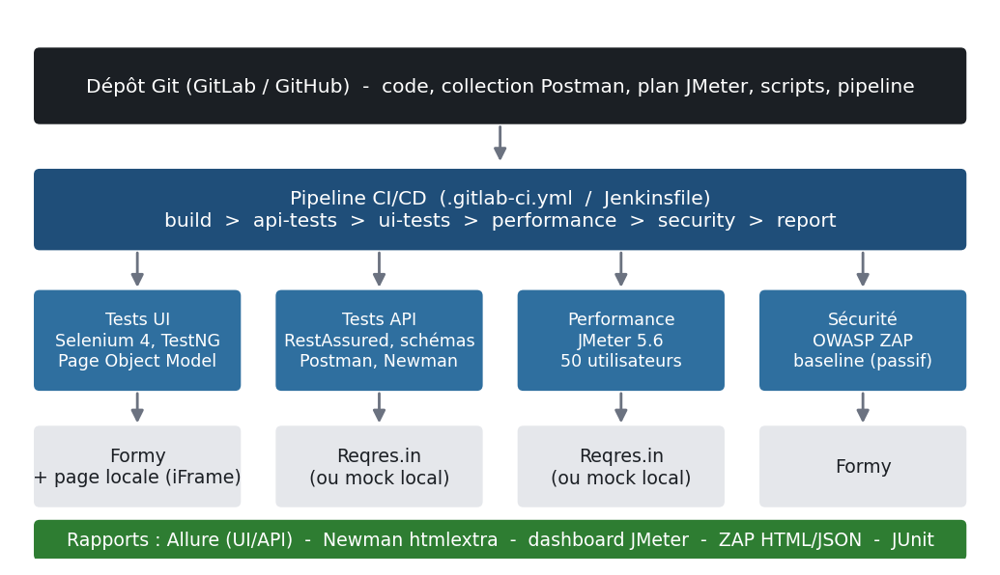 Dépôt Git (GitLab / GitHub)  -  code, collection Postman, plan JMeter, scripts, pipeline
Pipeline CI/CD  (.gitlab-ci.yml  /  Jenkinsfile)
build  >  api-tests  >  ui-tests  >  performance  >  security  >  report
Tests UI
Selenium 4, TestNG
Page Object Model
Tests API
RestAssured, schémas
Postman, Newman
Performance
JMeter 5.6
50 utilisateurs
Sécurité
OWASP ZAP
baseline (passif)
Formy
+ page locale (iFrame)
Reqres.in
(ou mock local)
Reqres.in
(ou mock local)
Formy
Rapports : Allure (UI/API)  -  Newman htmlextra  -  dashboard JMeter  -  ZAP HTML/JSON  -  JUnit